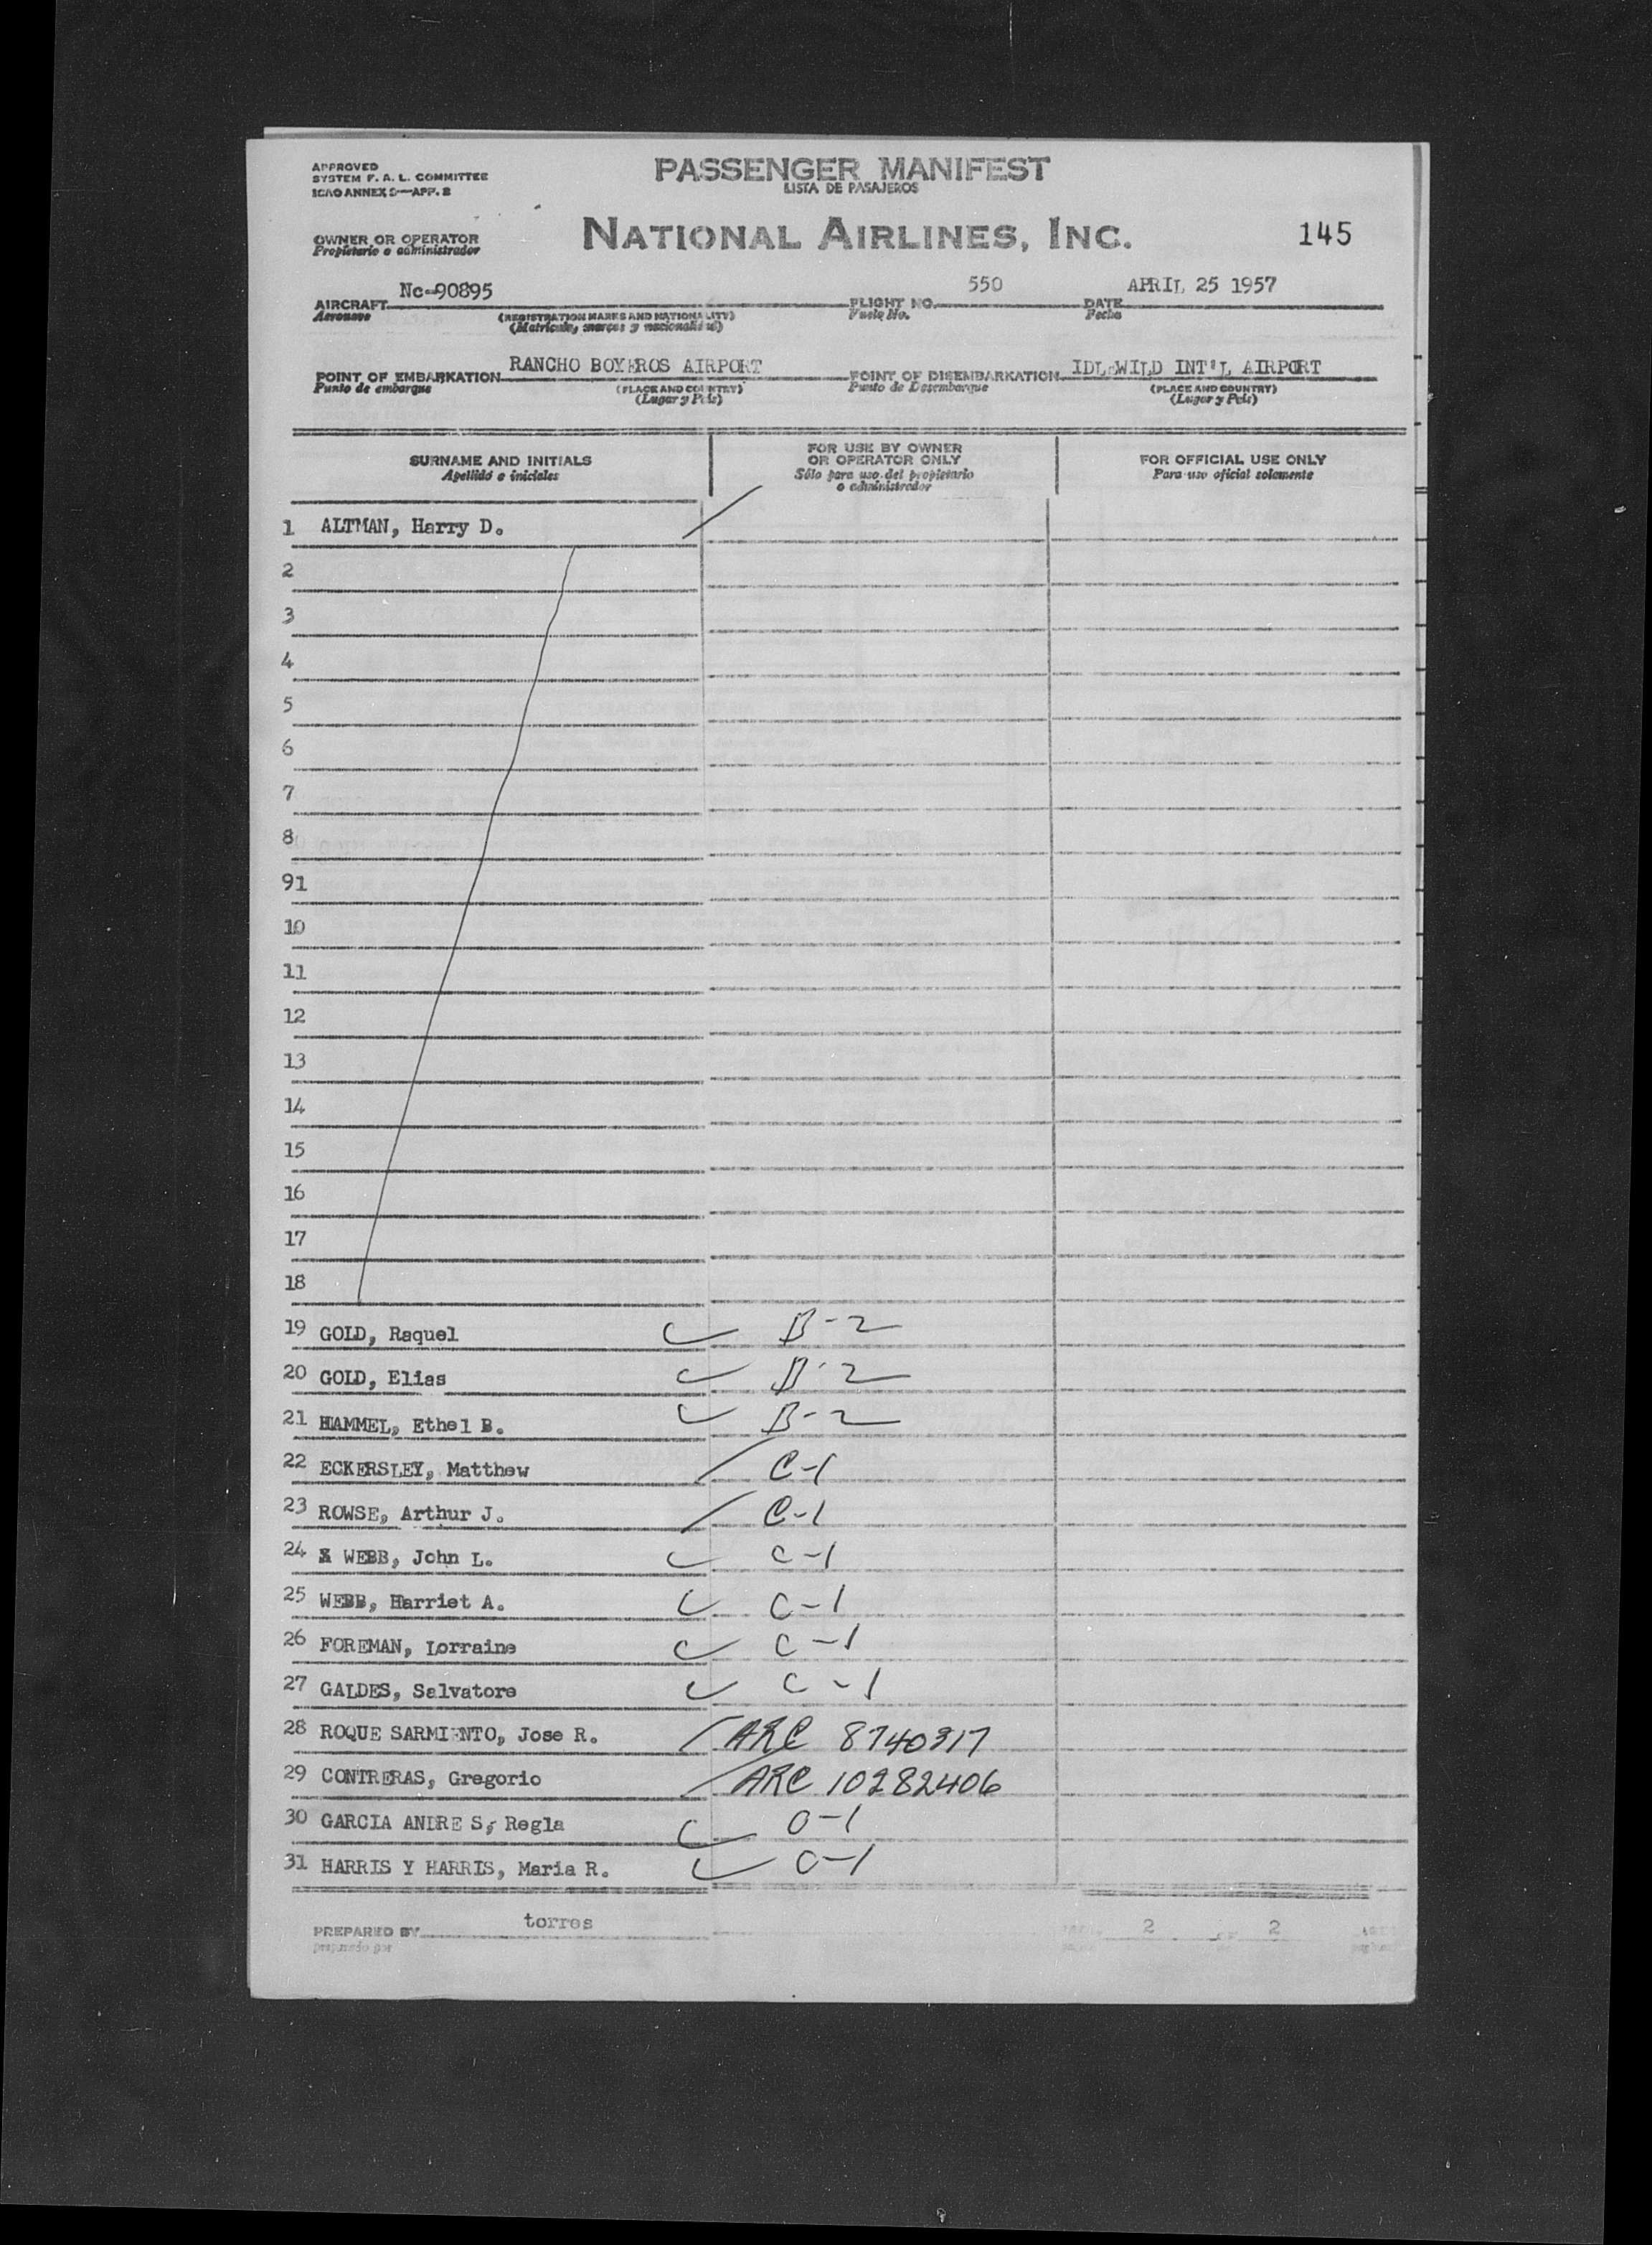 APPROVED
SYSTEM F. A. L. COMMITTEE
ICAO ANNEX 9—APP. 2
PASSENGER MANIFEST
LISTA DE PASAJEROS
OWNER OR OPERATOR
Propietario o administrador
NATIONAL AIRLINES, INC.
145
AIRCRAFT Nc-90895 FLIGHT NO. 550 DATE APRIL 25 1957
Aeronave (REGISTRATION MARKS AND NATIONALITY) Vuelo No. Fecha
(Matricula, marcas y nacionalidad)
POINT OF EMBARKATION RANCHO BOYEROS AIRPORT POINT OF DISEMBARKATION IDLEWILD INT'L AIRPORT
Punto de embarque (PLACE AND COUNTRY) Punto de Desembarque (PLACE AND COUNTRY)
(Lugar y Pais) (Lugar y Pais)
SURNAME AND INITIALS
Apellido e iniciales
FOR USE BY OWNER
OR OPERATOR ONLY
Sólo para uso del propietario
o administrador
FOR OFFICIAL USE ONLY
Para uso oficial solamente
1 ALTMAN, Harry D.
2
3
4
5
6
7
8
91
10
11
12
13
14
15
16
17
18
19 GOLD, Raquel B-2
20 GOLD, Elias B-2
21 HAMMEL, Ethel B. B-2
22 ECKERSLEY, Matthew C-1
23 ROWSE, Arthur J. C-1
24 WEBB, John L. C-1
25 WEBB, Harriet A. C-1
26 FOREMAN, Lorraine C-1
27 GALDES, Salvatore C-1
28 ROQUE SARMIENTO, Jose R. ARC 8740317
29 CONTRERAS, Gregorio ARC 10282406
30 GARCIA ANDRE S, Regla C-1
31 HARRIS Y HARRIS, Maria R. C-1
PREPARED BY torres 2 2
preparado por